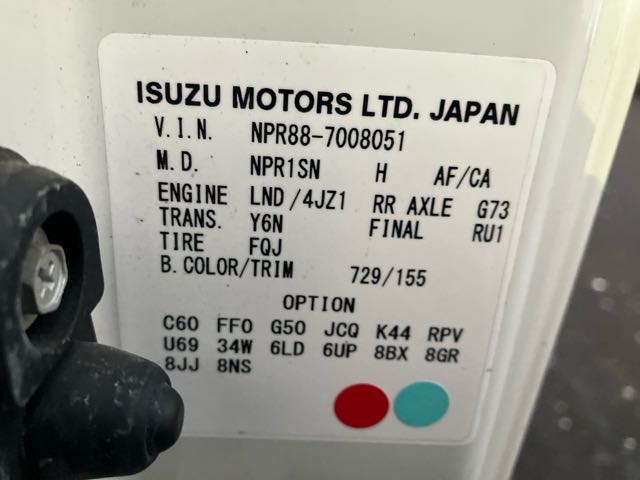 ISUZU MOTORS LTD. JAPAN
V.I.N. NPR88-7008051
M.D. NPR1SN H AF/CA
ENGINE LND/4JZ1 RR AXLE G73
TRANS. Y6N FINAL RU1
TIRE FQJ
B.COLOR/TRIM 729/155
OPTION
C60 FF0 G50 JCQ K44 RPV
U69 34W 6LD 6UP 8BX 8GR
8JJ 8NS